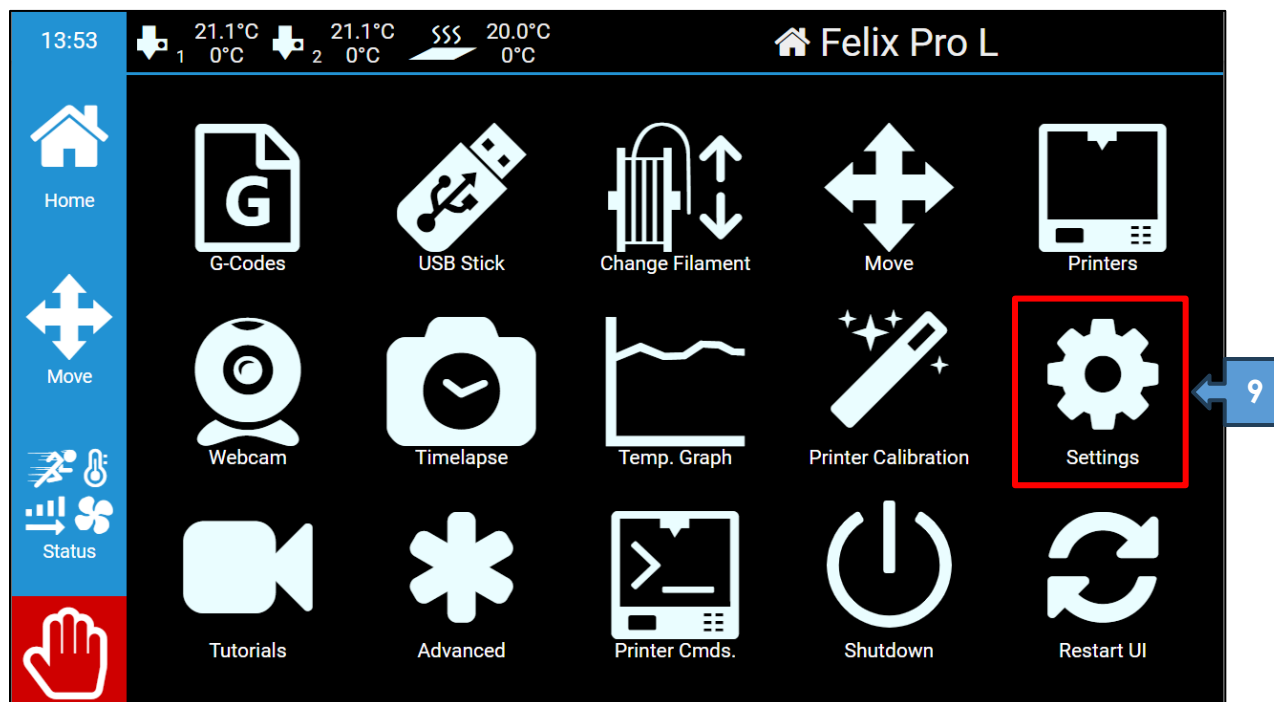 13:53
1 21.1°C 0°C
2 21.1°C 0°C
20.0°C 0°C
Felix Pro L
Home
Move
Status
G
G-Codes
USB Stick
Change Filament
Move
Printers
Webcam
Timelapse
Temp. Graph
Printer Calibration
Settings
9
Tutorials
Advanced
>_
Printer Cmds.
Shutdown
Restart UI